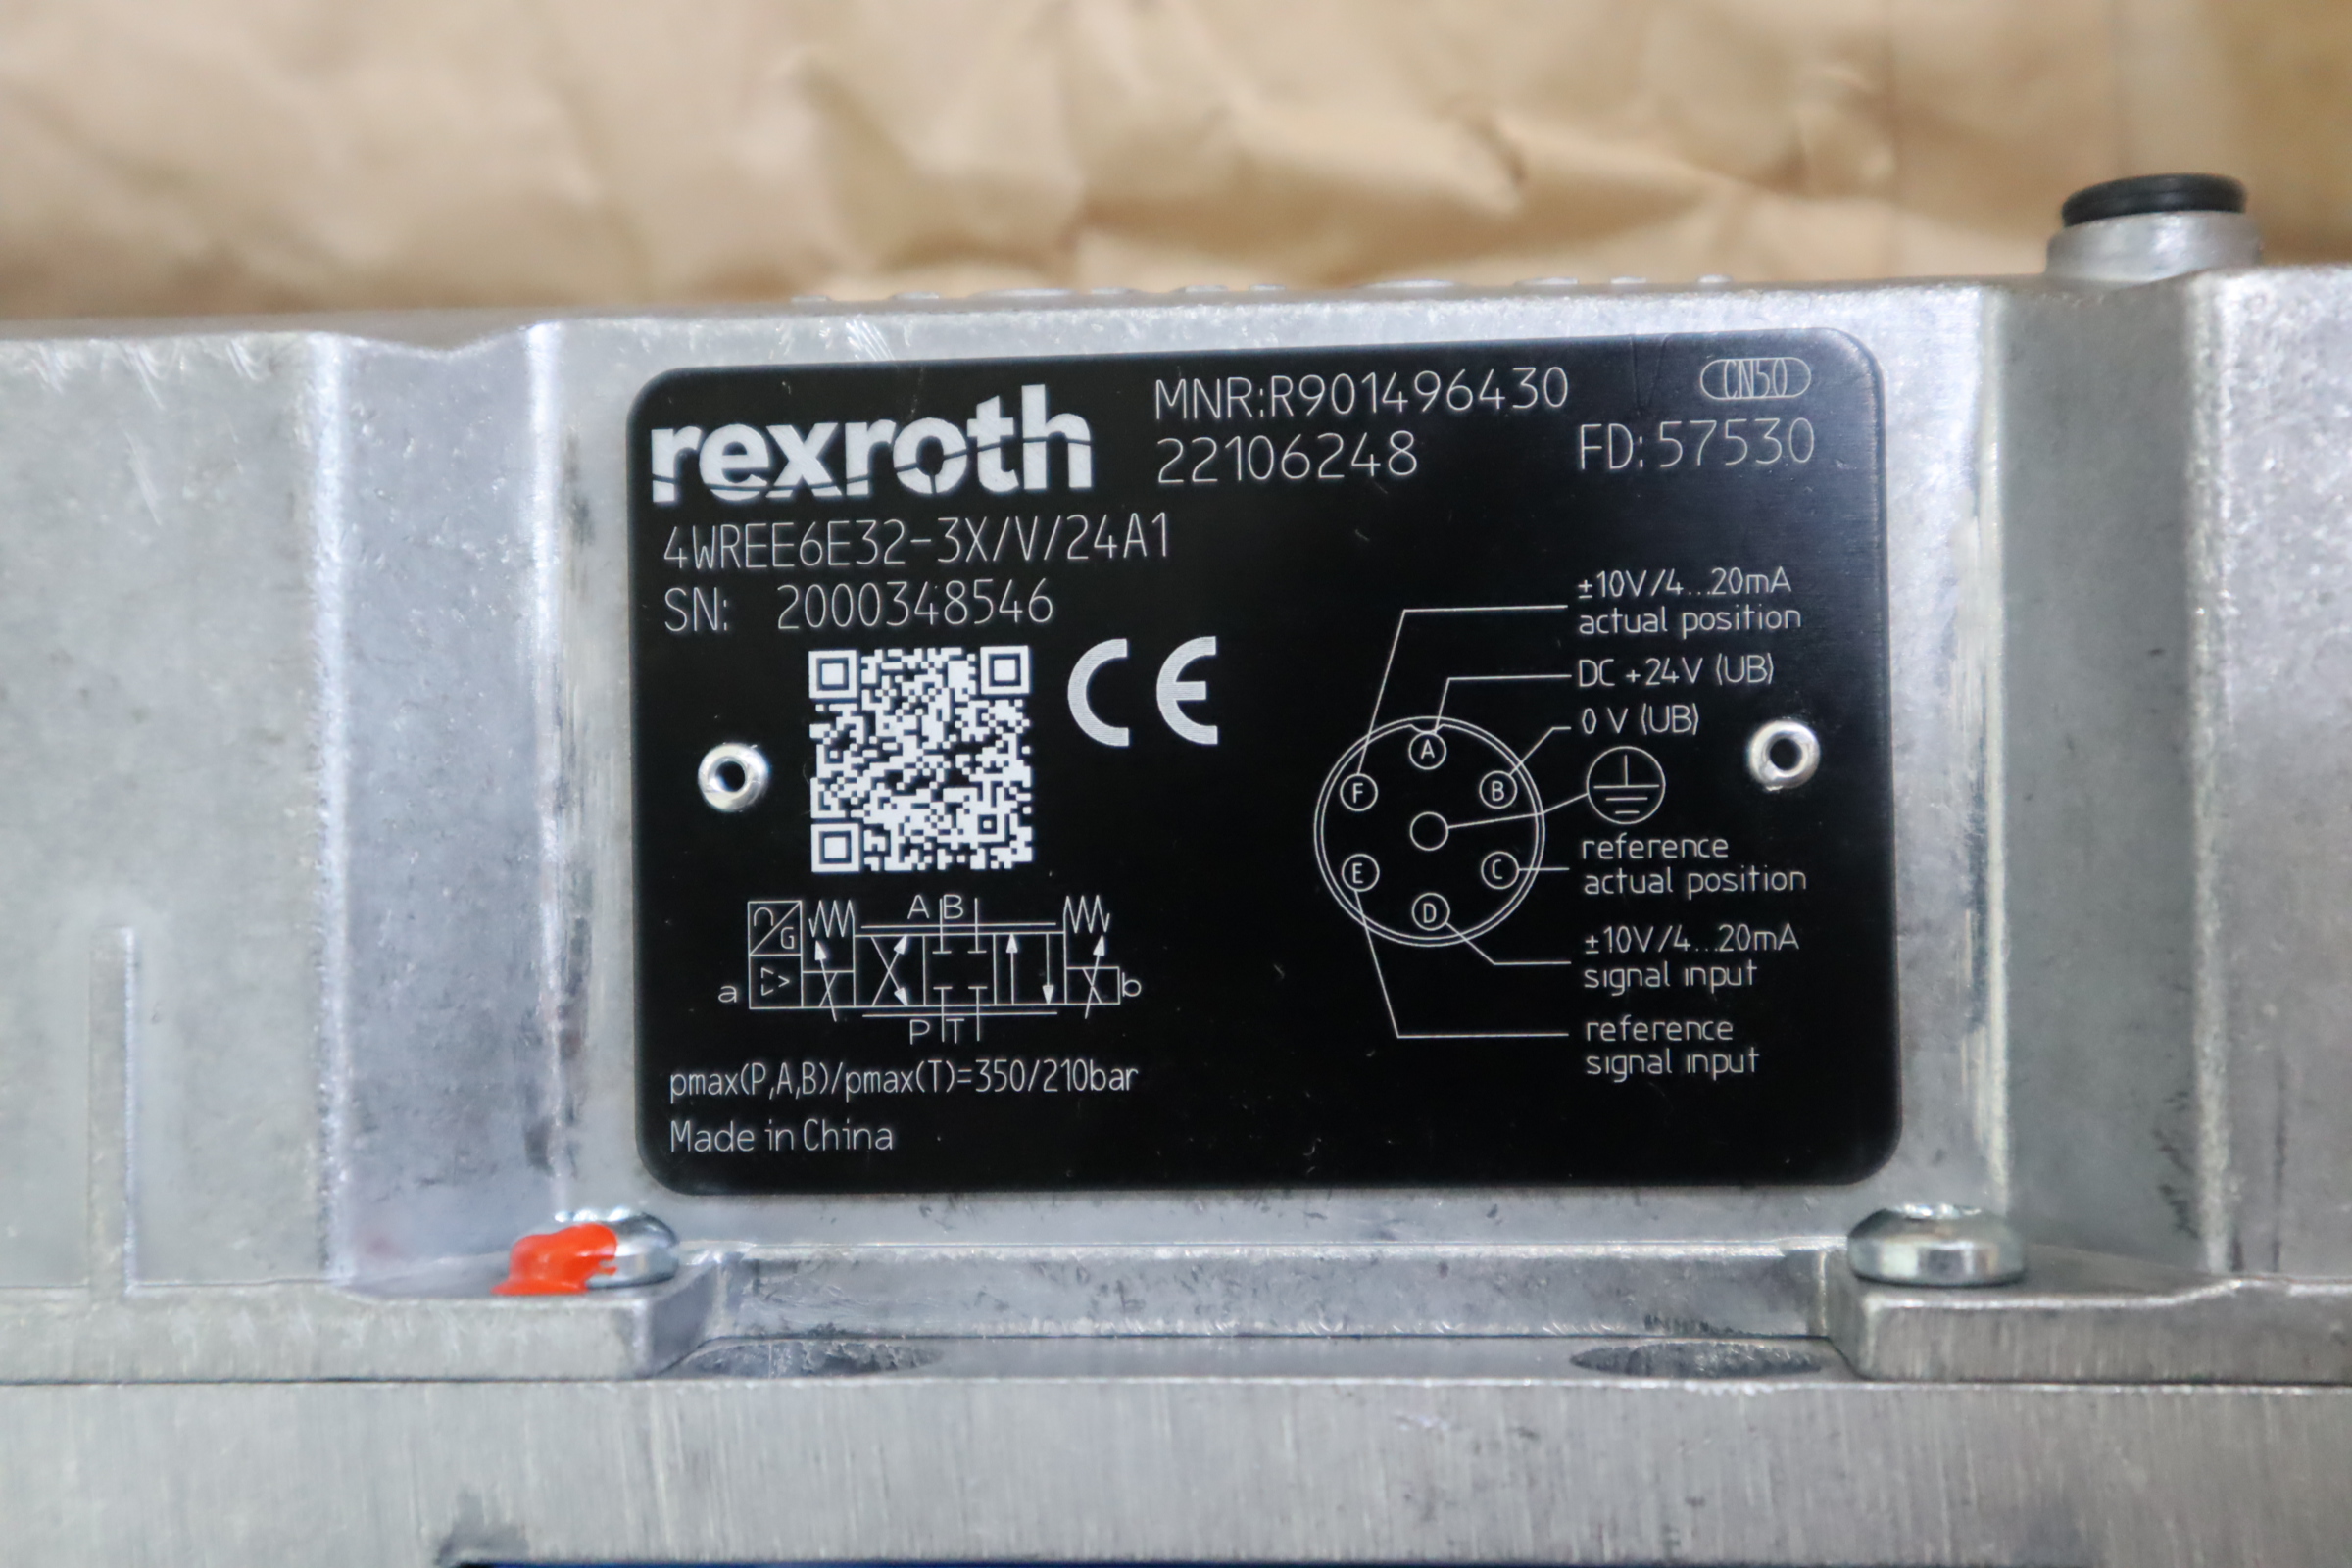 rexroth
MNR:R901496430
CN50
22106248
FD:57530
4WREE6E32-3X/V/24A1
SN: 2000348546
CE
±10V/4...20mA
actual position
DC +24V (UB)
0 V (UB)
A
F
B
E
C
D
reference
actual position
±10V/4...20mA
signal input
reference
signal input
A B
G
a
b
P T
pmax(P,A,B)/pmax(T)=350/210bar
Made in China